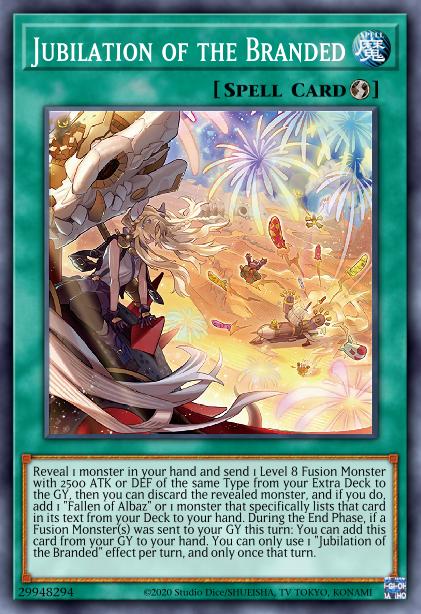 JUBILATION OF THE BRANDED
SPELL
魔
[SPELL CARD]
Reveal 1 monster in your hand and send 1 Level 8 Fusion Monster
with 2500 ATK or DEF of the same Type from your Extra Deck to
the GY, then you can discard the revealed monster, and if you do,
add 1 "Fallen of Albaz" or 1 monster that specifically lists that card
in its text from your Deck to your hand. During the End Phase, if a
Fusion Monster(s) was sent to your GY this turn: You can add this
card from your GY to your hand. You can only use 1 "Jubilation of
the Branded" effect per turn, and only once that turn.
29948294
©2020 Studio Dice/SHUEISHA, TV TOKYO, KONAMI